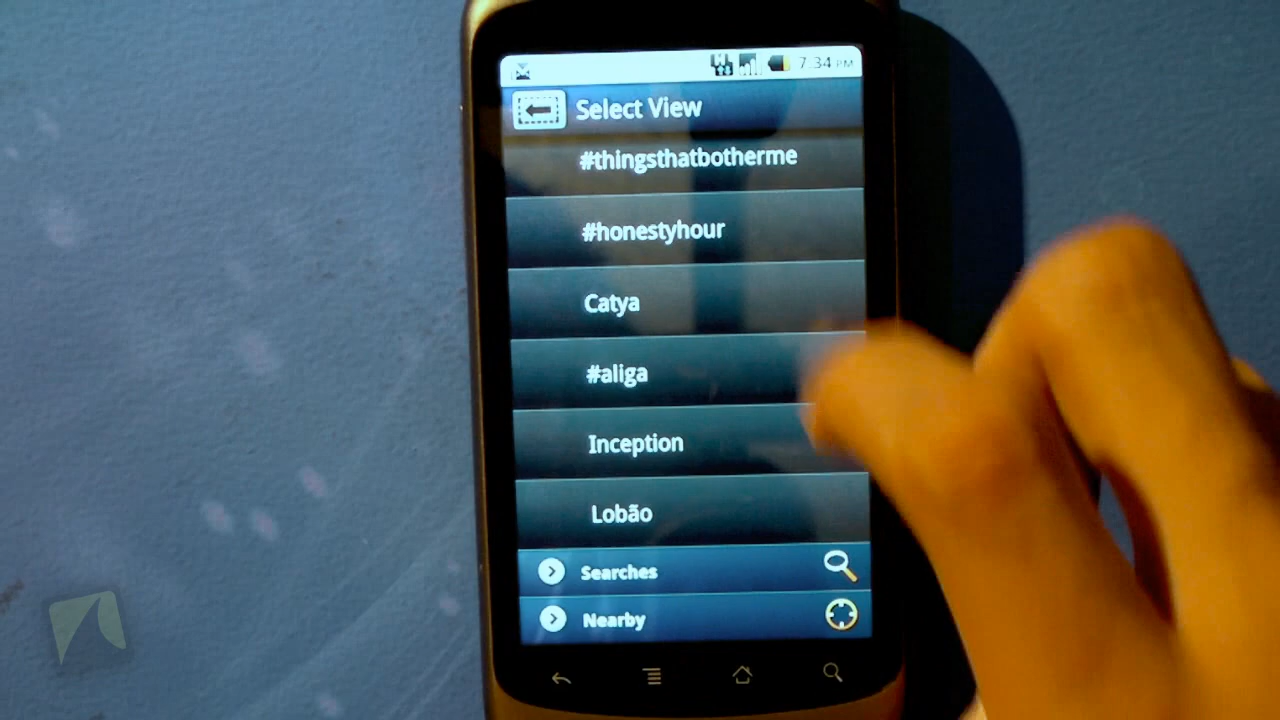 7:34 PM
Select View
#thingsthatbotherme
#honestyhour
Catya
#aliga
Inception
Lobão
Searches
Nearby